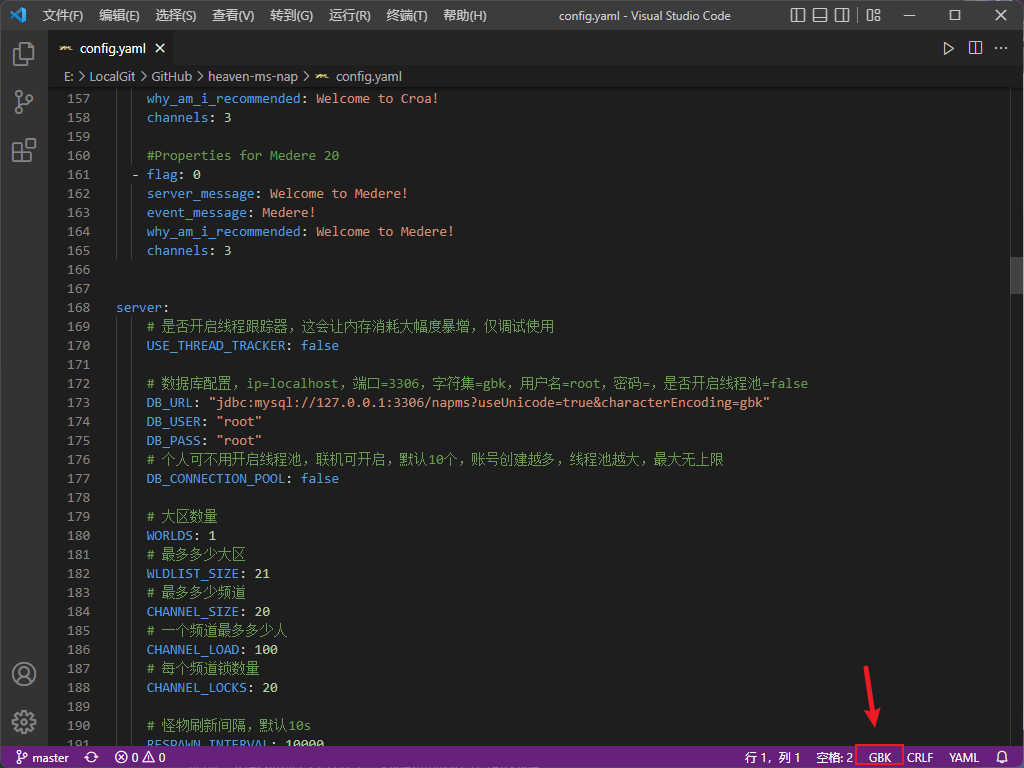 文件(F) 编辑(E) 选择(S) 查看(V) 转到(G) 运行(R) 终端(T) 帮助(H) config.yaml - Visual Studio Code
config.yaml
E: > LocalGit > GitHub > heaven-ms-nap > config.yaml
157 why_am_i_recommended: Welcome to Croa!
158 channels: 3
159
160 #Properties for Medere 20
161 - flag: 0
162 server_message: Welcome to Medere!
163 event_message: Medere!
164 why_am_i_recommended: Welcome to Medere!
165 channels: 3
166
167
168 server:
169 # 是否开启线程跟踪器，这会让内存消耗大幅度暴增，仅调试使用
170 USE_THREAD_TRACKER: false
171
172 # 数据库配置，ip=localhost，端口=3306，字符集=gbk，用户名=root，密码=，是否开启线程池=false
173 DB_URL: "jdbc:mysql://127.0.0.1:3306/napms?useUnicode=true&characterEncoding=gbk"
174 DB_USER: "root"
175 DB_PASS: "root"
176 # 个人可不用开启线程池，联机可开启，默认10个，账号创建越多，线程池越大，最大无上限
177 DB_CONNECTION_POOL: false
178
179 # 大区数量
180 WORLDS: 1
181 # 最多多少大区
182 WLDLIST_SIZE: 21
183 # 最多多少频道
184 CHANNEL_SIZE: 20
185 # 一个频道最多多少人
186 CHANNEL_LOAD: 100
187 # 每个频道锁数量
188 CHANNEL_LOCKS: 20
189
190 # 怪物刷新间隔，默认10s
191 RESPAWN_INTERVAL: 10000
master 0 0 行 1，列 1 空格: 2 GBK CRLF YAML